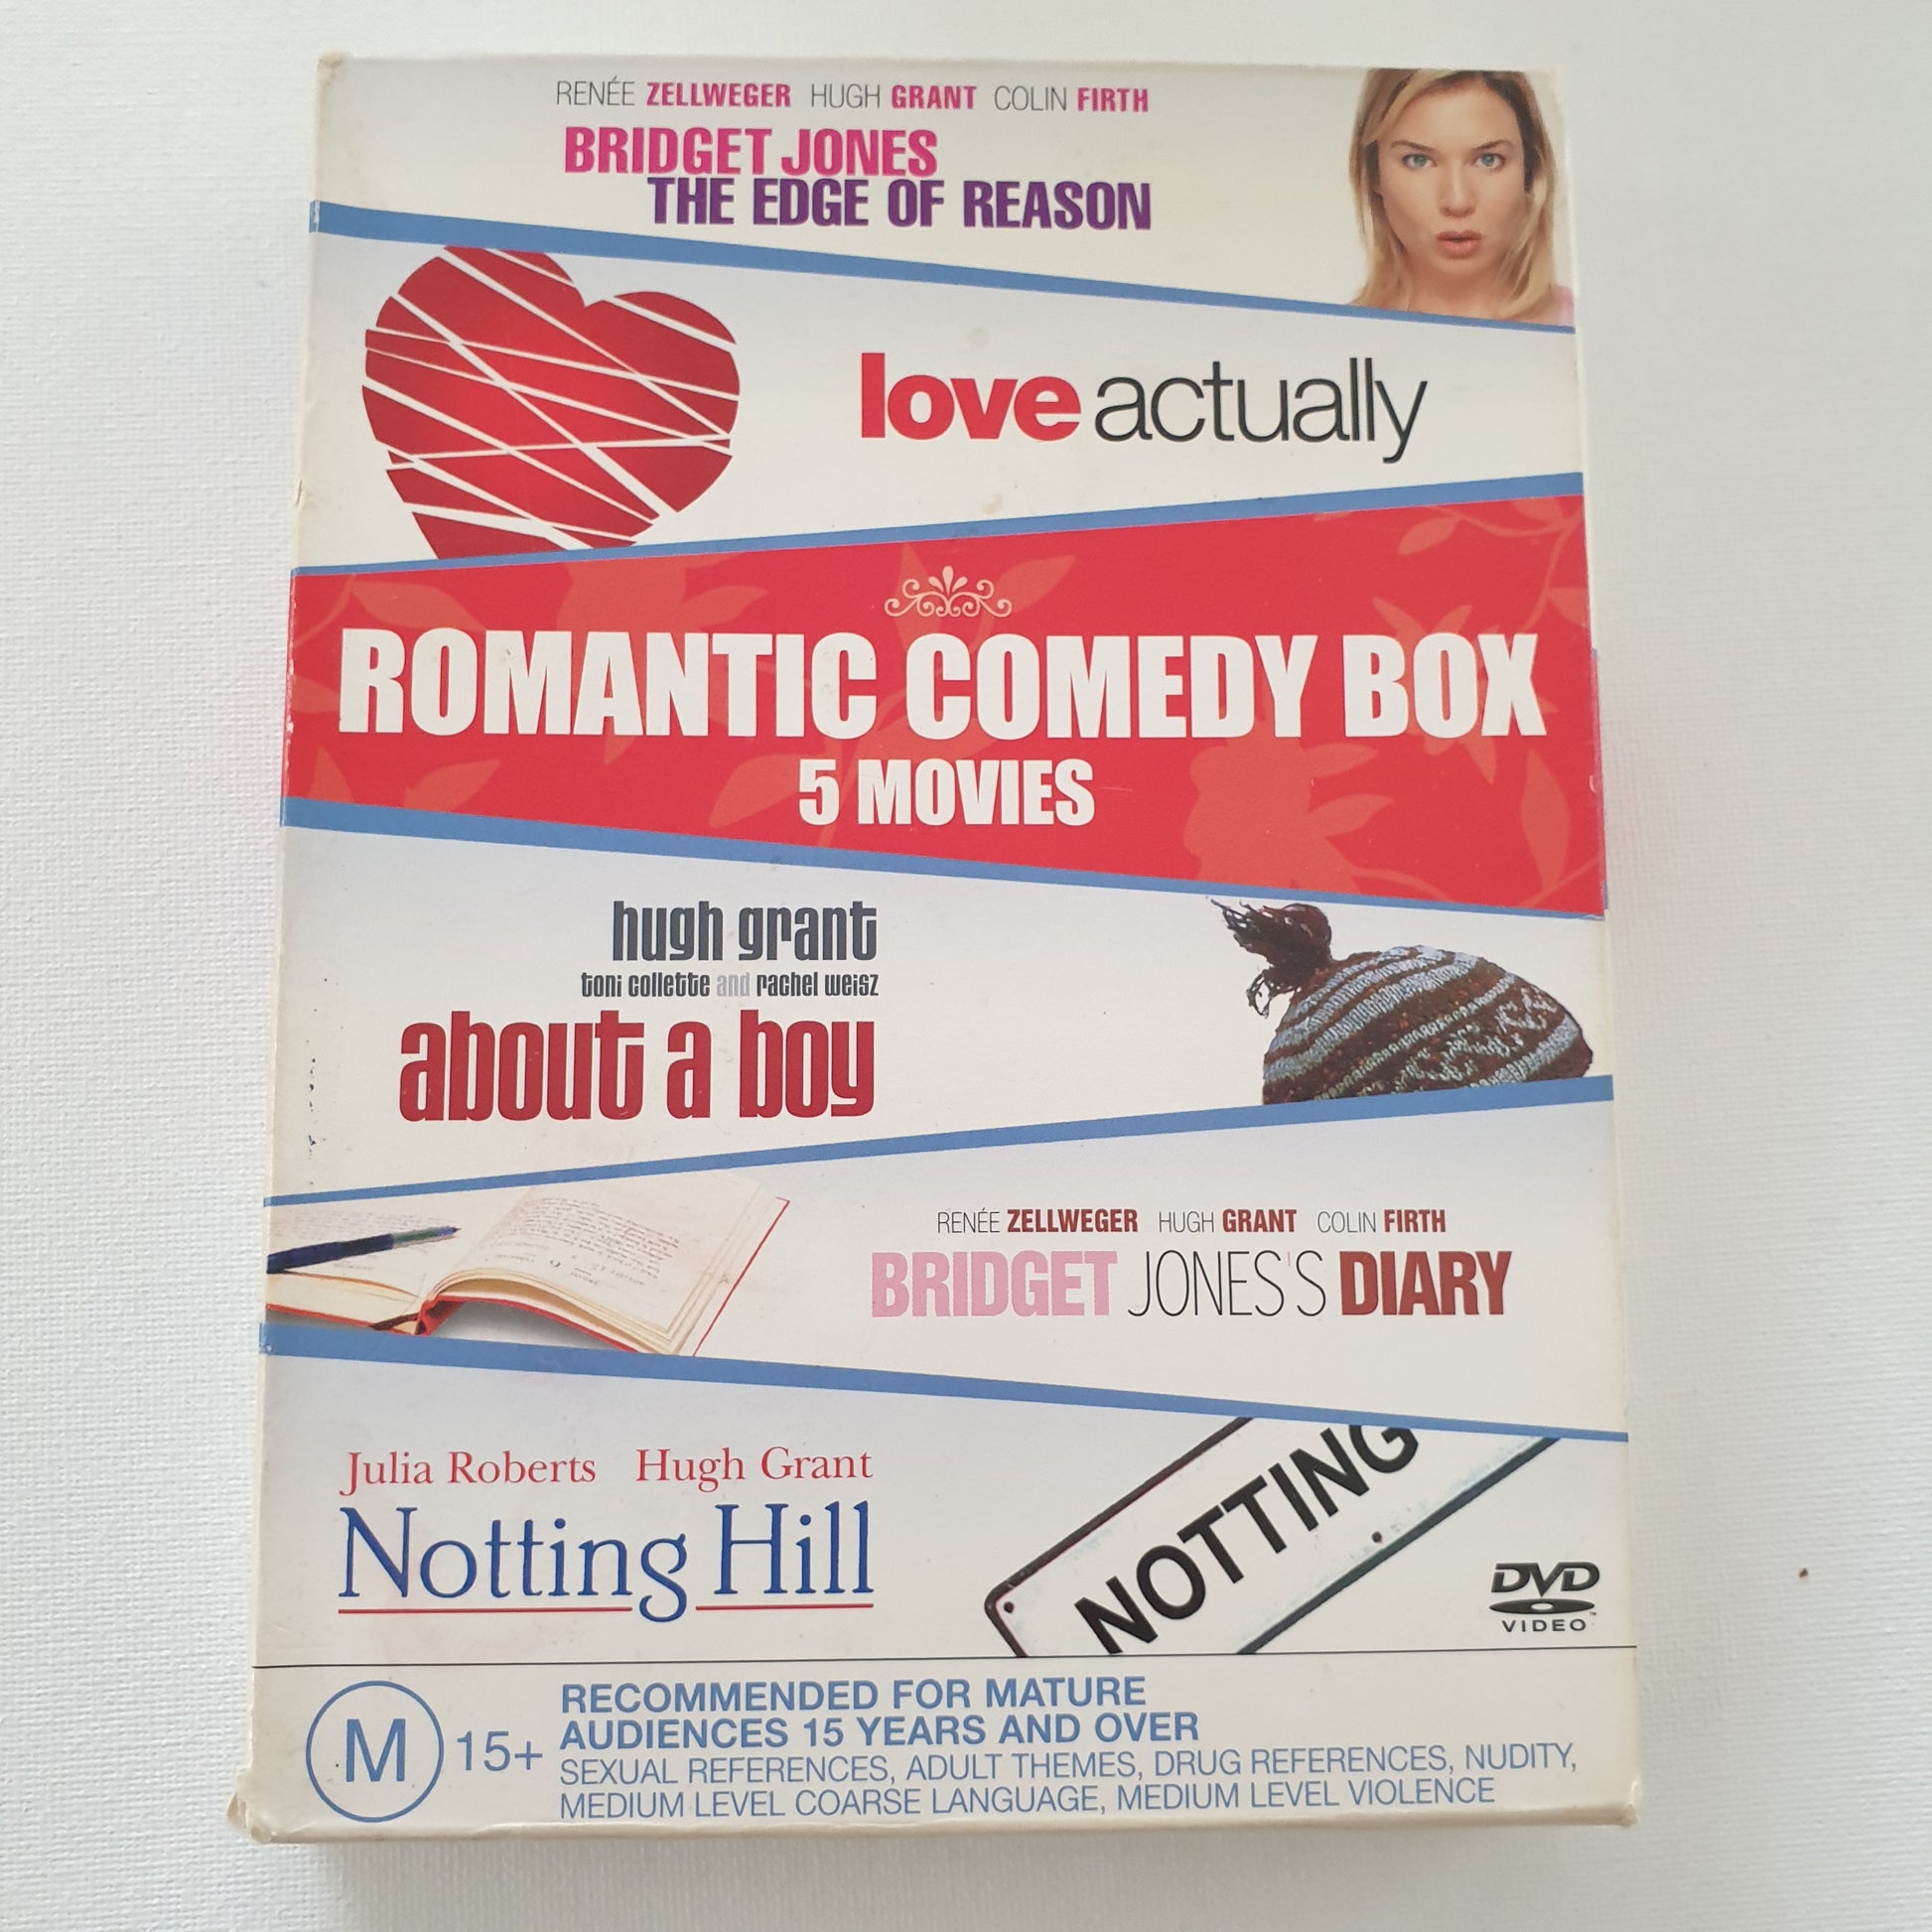 RENÉE ZELLWEGER HUGH GRANT COLIN FIRTH
BRIDGET JONES
THE EDGE OF REASON
love actually
ROMANTIC COMEDY BOX
5 MOVIES
hugh grant
toni collette and rachel weisz
about a boy
RENÉE ZELLWEGER HUGH GRANT COLIN FIRTH
BRIDGET JONES'S DIARY
Julia Roberts Hugh Grant
Notting Hill
NOTTING
DVD
VIDEO
M 15+
RECOMMENDED FOR MATURE
AUDIENCES 15 YEARS AND OVER
SEXUAL REFERENCES, ADULT THEMES, DRUG REFERENCES, NUDITY,
MEDIUM LEVEL COARSE LANGUAGE, MEDIUM LEVEL VIOLENCE